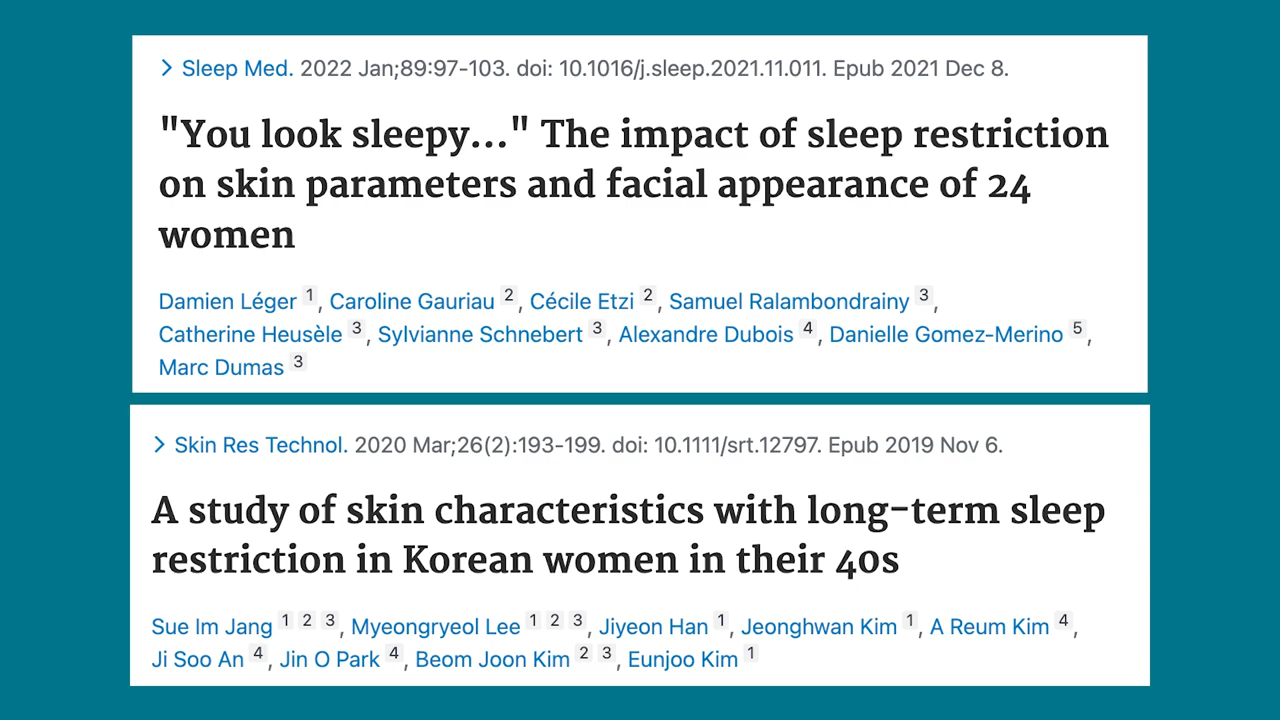 > Sleep Med. 2022 Jan;89:97-103. doi: 10.1016/j.sleep.2021.11.011. Epub 2021 Dec 8.
"You look sleepy..." The impact of sleep restriction
on skin parameters and facial appearance of 24
women
Damien Léger 1, Caroline Gauriau 2, Cécile Etzi 2, Samuel Ralambondrainy 3,
Catherine Heusèle 3, Sylvianne Schnebert 3, Alexandre Dubois 4, Danielle Gomez-Merino 5,
Marc Dumas 3
> Skin Res Technol. 2020 Mar;26(2):193-199. doi: 10.1111/srt.12797. Epub 2019 Nov 6.
A study of skin characteristics with long-term sleep
restriction in Korean women in their 40s
Sue Im Jang 1 2 3, Myeongryeol Lee 1 2 3, Jiyeon Han 1, Jeonghwan Kim 1, A Reum Kim 4,
Ji Soo An 4, Jin O Park 4, Beom Joon Kim 2 3, Eunjoo Kim 1